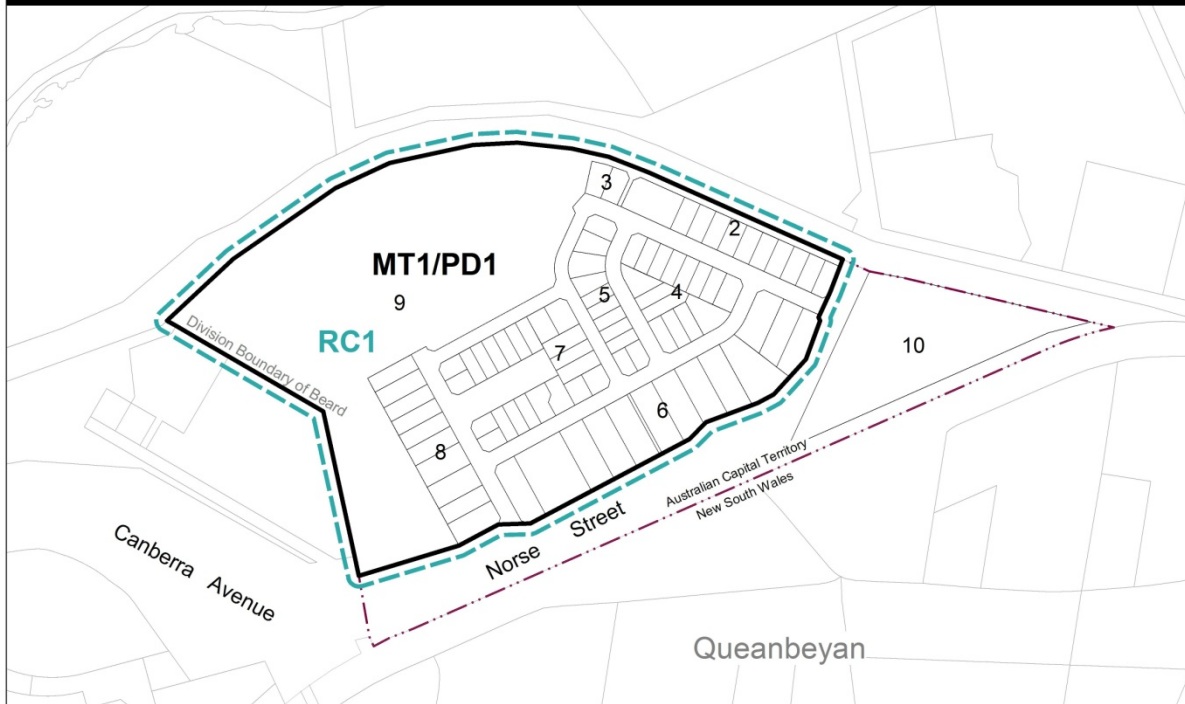 3
2
MT1/PD1
9
5
4
RC1
Division Boundary of Beard
10
7
6
8
Australian Capital Territory
New South Wales
Norse Street
Canberra Avenue
Queanbeyan